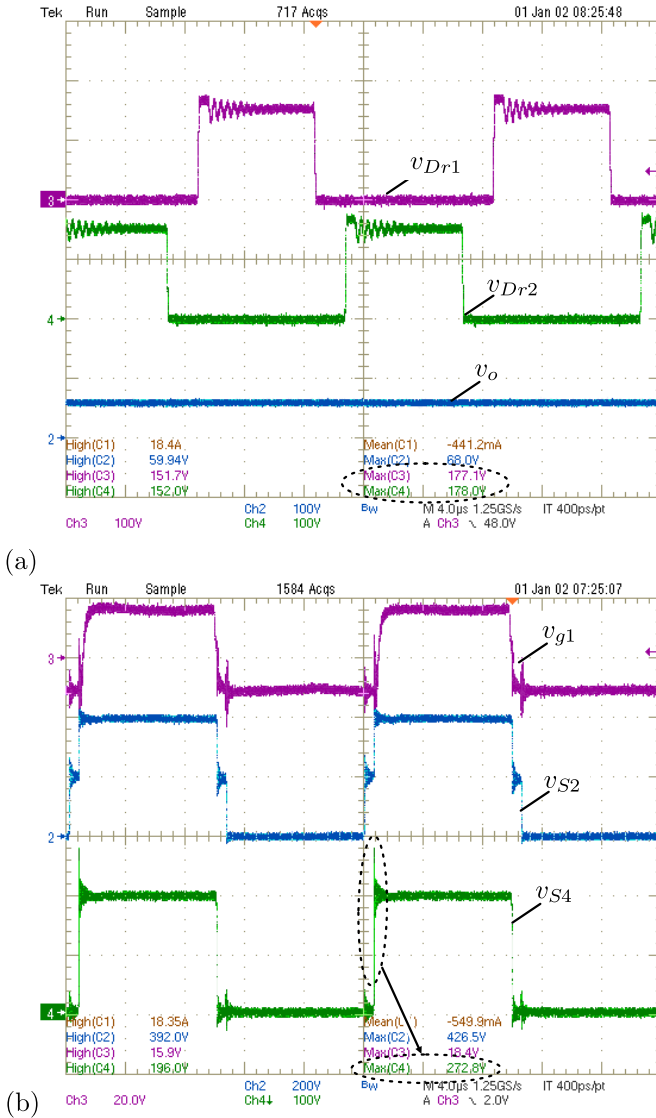 Tek Run Sample 717 Acqs 01 Jan 02 08:25:48
v_{Dr1}
3
v_{Dr2}
4
v_o
2
High(C1) 18.4A Mean(C1) -441.2mA
High(C2) 59.94V Max(C2) 68.0V
High(C3) 151.7V Max(C3) 177.1V
High(C4) 152.0V Max(C4) 178.0V
Ch2 100V Bw M 4.0µs 1.25GS/s IT 400ps/pt
Ch3 100V Ch4 100V A Ch3 ∖ 48.0V
(a)
Tek Run Sample 1584 Acqs 01 Jan 02 07:25:07
v_{g1}
3
v_{S2}
2
v_{S4}
4
High(C1) 18.35A Mean(C1) -549.9mA
High(C2) 392.0V Max(C2) 426.5V
High(C3) 15.9V Max(C3) 18.4V
High(C4) 196.0V Max(C4) 272.8V
Ch2 200V Bw M 4.0µs 1.25GS/s IT 400ps/pt
Ch3 20.0V Ch4↓ 100V A Ch3 ∖ 2.0V
(b)